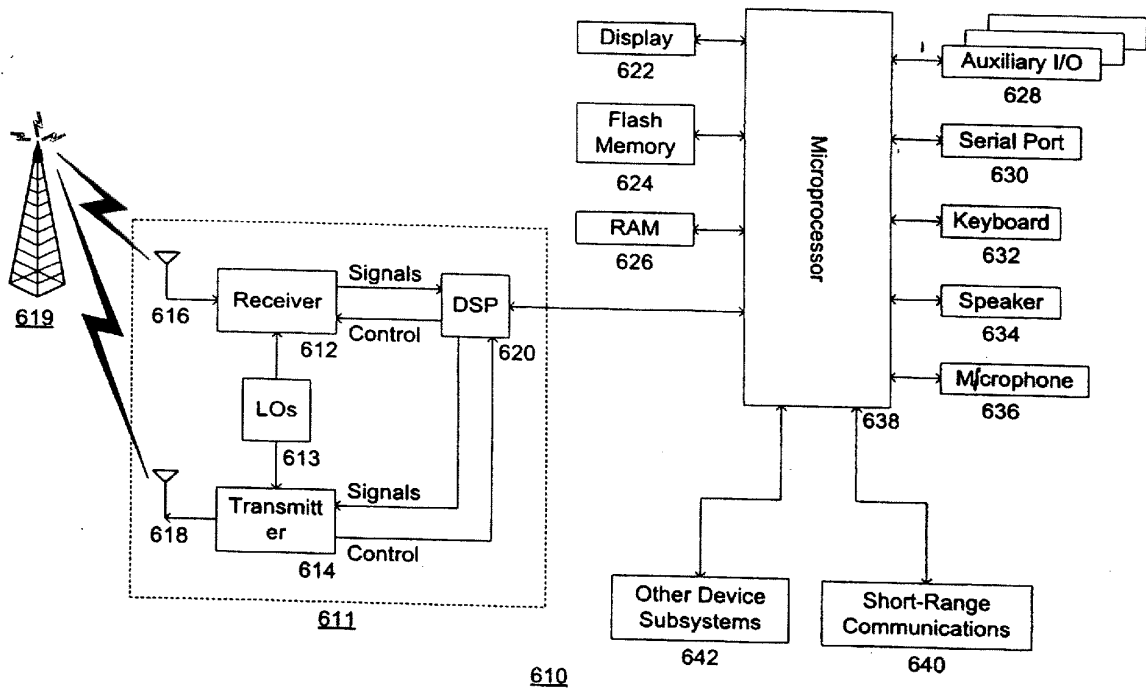 Display
622
Flash
Memory
624
RAM
626
Microprocessor
638
Auxiliary I/O
628
Serial Port
630
Keyboard
632
Speaker
634
Microphone
636
619
616
Receiver
612
Signals
Control
DSP
620
LOs
613
618
Transmitt
er
614
Signals
Control
611
Other Device
Subsystems
642
Short-Range
Communications
640
610